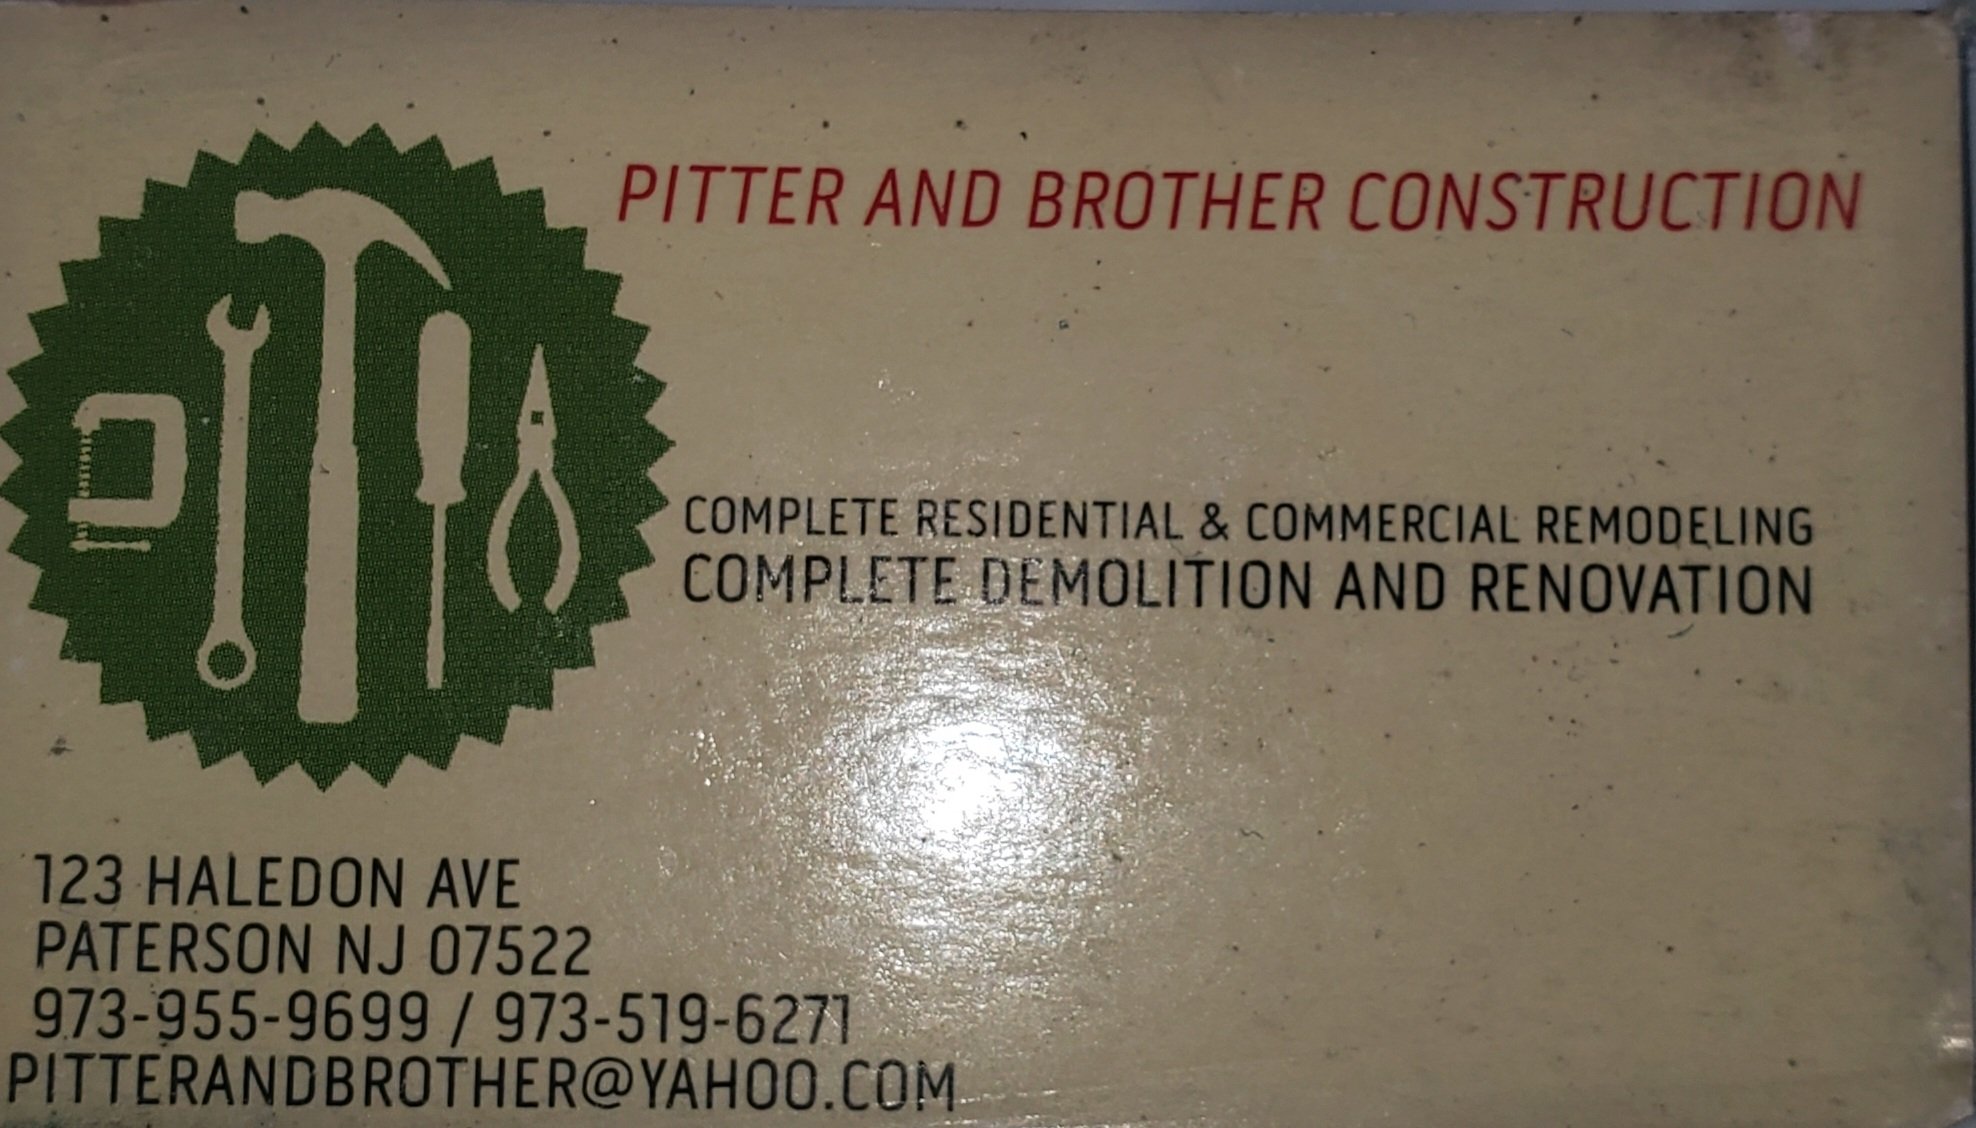 PITTER AND BROTHER CONSTRUCTION
COMPLETE RESIDENTIAL & COMMERCIAL REMODELING
COMPLETE DEMOLITION AND RENOVATION
123 HALEDON AVE
PATERSON NJ 07522
973-955-9699 / 973-519-6271
PITTERANDBROTHER@YAHOO.COM